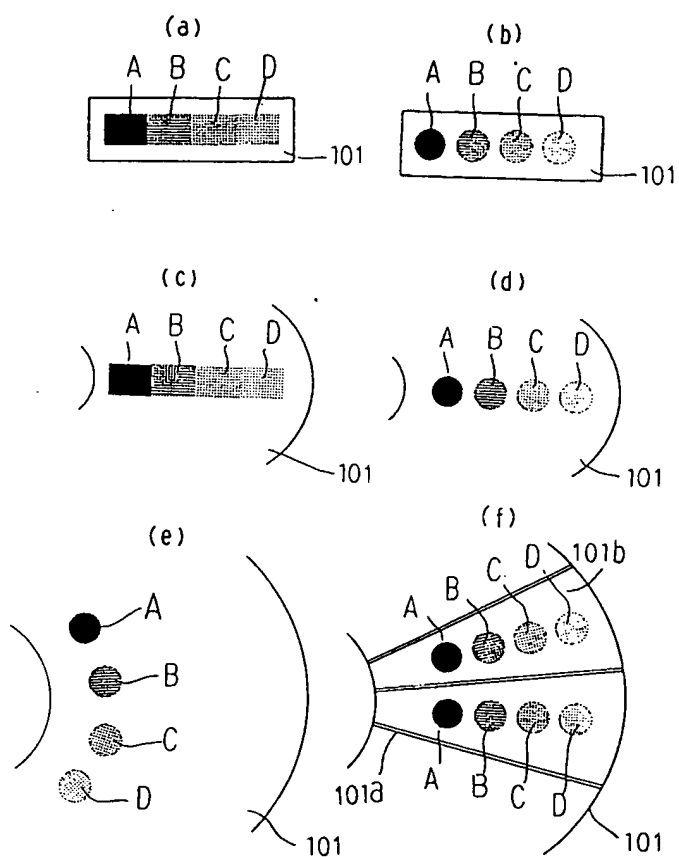 (a)
A B C D
101
(b)
A B C D
101
(c)
A B C D
101
(d)
A B C D
101
(e)
A
B
C
D
101
(f)
A B C D 101b
101a A B C D
101